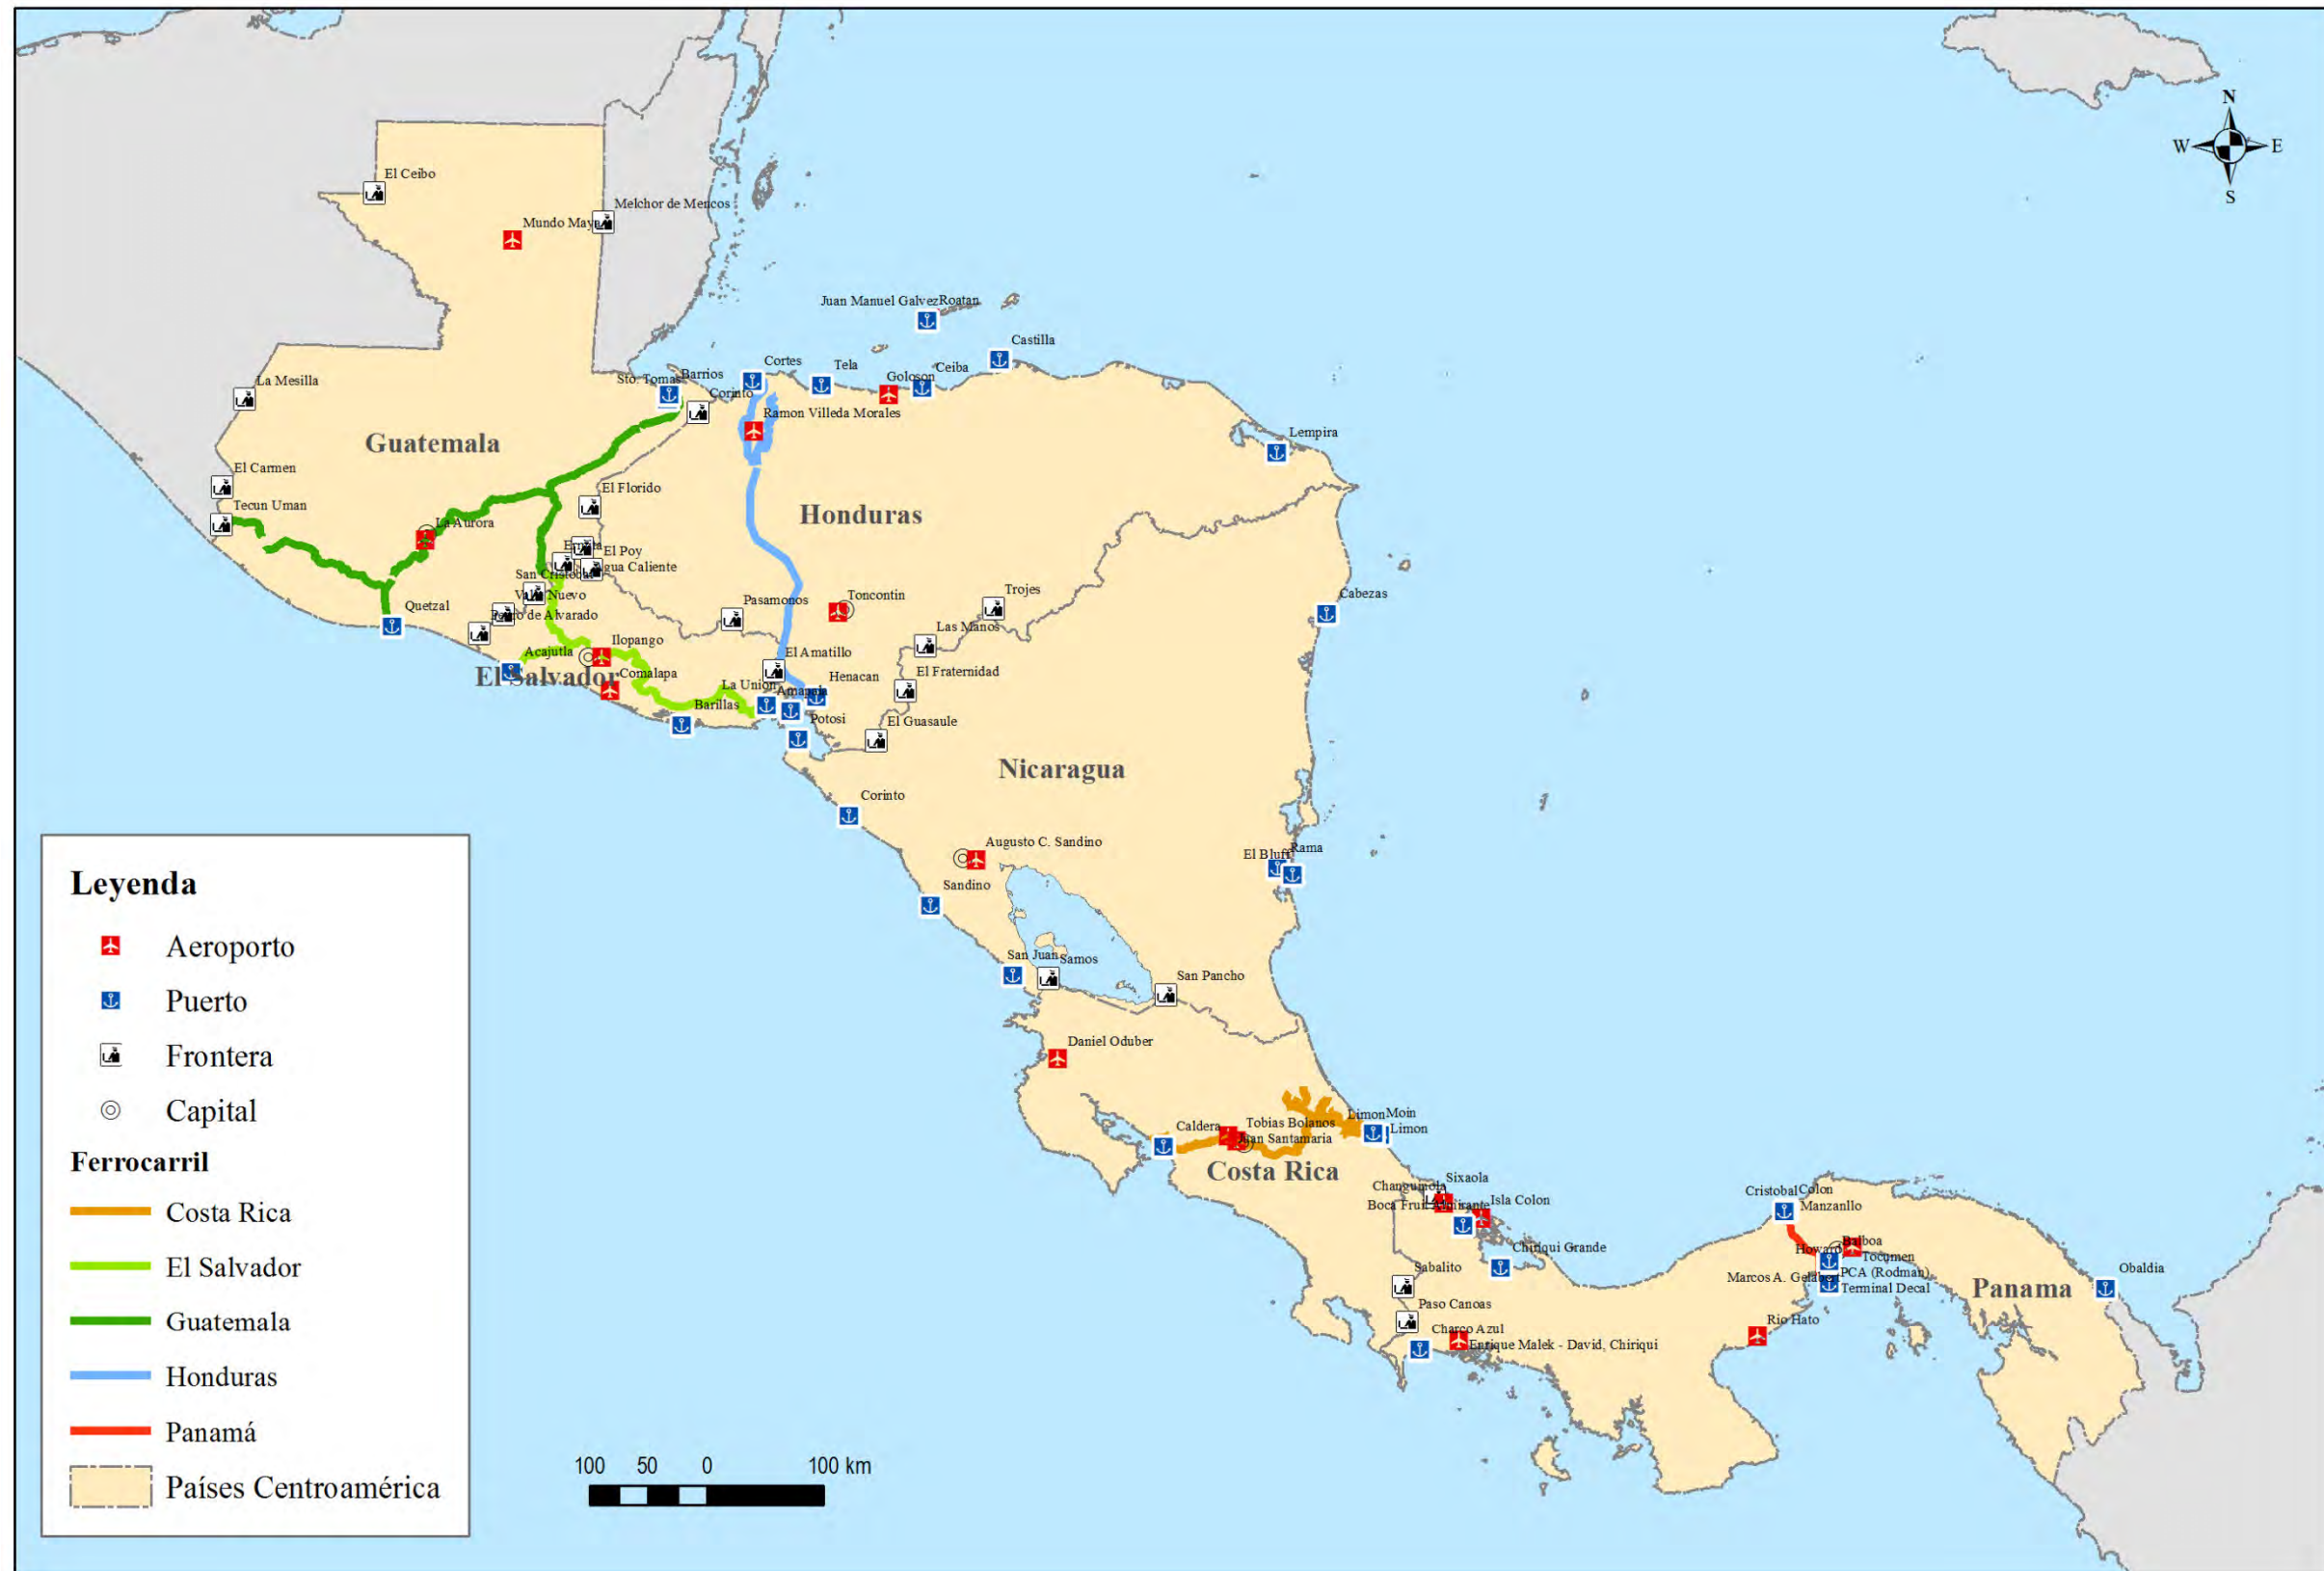 N
W
E
S
El Ceibo
Melchor de Mencos
Mundo Maya
Juan Manuel Galvez
Roatan
Castilla
Cortes
Tela
Ceiba
Goloson
Sto. Tomas
Barrios
Corinto
La Mesilla
Ramon Villeda Morales
Guatemala
Lempira
El Carmen
El Florido
Tecun Uman
Honduras
La Aurora
El Poy
Agua Caliente
San Cristobal
Trojes
Valle Nuevo
Pasamonos
Toncontin
Cabezas
Quetzal
de Alvarado
Las Manos
Ilopango
Acajutla
El Amatillo
El Salvador
Comalapa
Henacan
El Fraternidad
La Union
Amapala
Barillas
Potosi
El Guasaule
Nicaragua
Corinto
Augusto C. Sandino
El Bluff
Rama
Sandino
San Juan
Samos
San Pancho
Daniel Oduber
Caldera
Tobias Bolanos
Juan Santamaria
Limon
Moin
Limon
Costa Rica
Sixaola
Changuinola
Isla Colon
Boca Fruit
Almirante
Cristobal
Colon
Manzanllo
Chiriqui Grande
Howard
Balboa
Tocumen
Sabalito
Marcos A. Gelabert
PCA (Rodman)
Terminal Decal
Panama
Obaldia
Paso Canoas
Rio Hato
Charco Azul
Enrique Malek - David, Chiriqui
Leyenda
Aeroporto
Puerto
Frontera
Capital
Ferrocarril
Costa Rica
El Salvador
Guatemala
Honduras
Panamá
Países Centroamérica
100 50 0 100 km